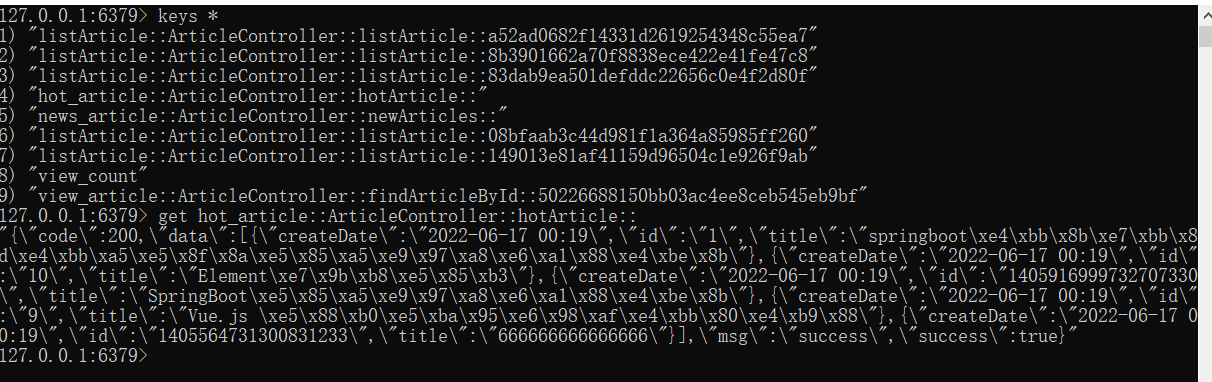 127.0.0.1:6379> keys *
1) "listArticle::ArticleController::listArticle::a52ad0682f14331d2619254348c55ea7"
2) "listArticle::ArticleController::listArticle::8b3901662a70f8838ece422e41fe47c8"
3) "listArticle::ArticleController::listArticle::83dab9ea501defddc22656c0e4f2d80f"
4) "hot_article::ArticleController::hotArticle::"
5) "news_article::ArticleController::newArticles::"
6) "listArticle::ArticleController::listArticle::08bfaab3c44d981f1a364a85985ff260"
7) "listArticle::ArticleController::listArticle::149013e81af41159d96504c1e926f9ab"
8) "view_count"
9) "view_article::ArticleController::findArticleById::50226688150bb03ac4ee8ceb545eb9bf"
127.0.0.1:6379> get hot_article::ArticleController::hotArticle::
"{\"code\":200,\"data\":[{\"createDate\":\"2022-06-17 00:19\",\"id\":\"1\",\"title\":\"springboot\xe4\xbb\x8b\xe7\xbb\x8
d\xe4\xbb\xa5\xe5\x8f\x8a\xe5\x85\xa5\xe9\x97\xa8\xe6\xa1\x88\xe4\xbe\x8b\"},{\"createDate\":\"2022-06-17 00:19\",\"id\"
:\"10\",\"title\":\"Element\xe7\x9b\xb8\xe5\x85\xb3\"},{\"createDate\":\"2022-06-17 00:19\",\"id\":\"1405916999732707330
\",\"title\":\"SpringBoot\xe5\x85\xa5\xe9\x97\xa8\xe6\xa1\x88\xe4\xbe\x8b\"},{\"createDate\":\"2022-06-17 00:19\",\"id\"
:\"9\",\"title\":\"Vue.js \xe5\x88\xb0\xe5\xba\x95\xe6\x98\xaf\xe4\xbb\x80\xe4\xb9\x88\"},{\"createDate\":\"2022-06-17 0
0:19\",\"id\":\"1405564731300831233\",\"title\":\"666666666666666\"}],\"msg\":\"success\",\"success\":true}"
127.0.0.1:6379>